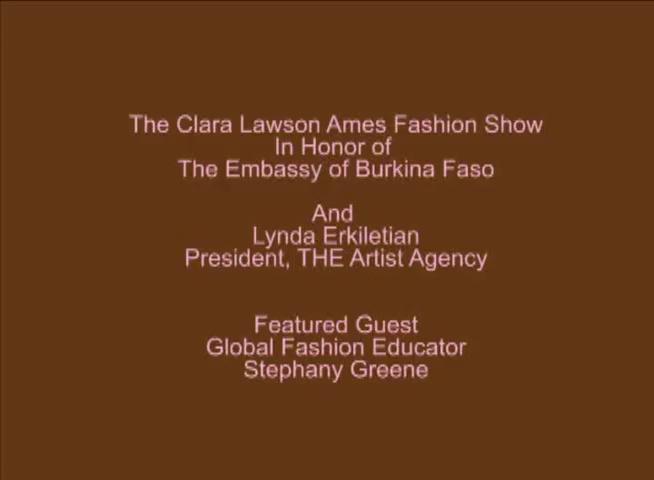 The Clara Lawson Ames Fashion Show
In Honor of
The Embassy of Burkina Faso
And
Lynda Erkiletian
President, THE Artist Agency
Featured Guest
Global Fashion Educator
Stephany Greene